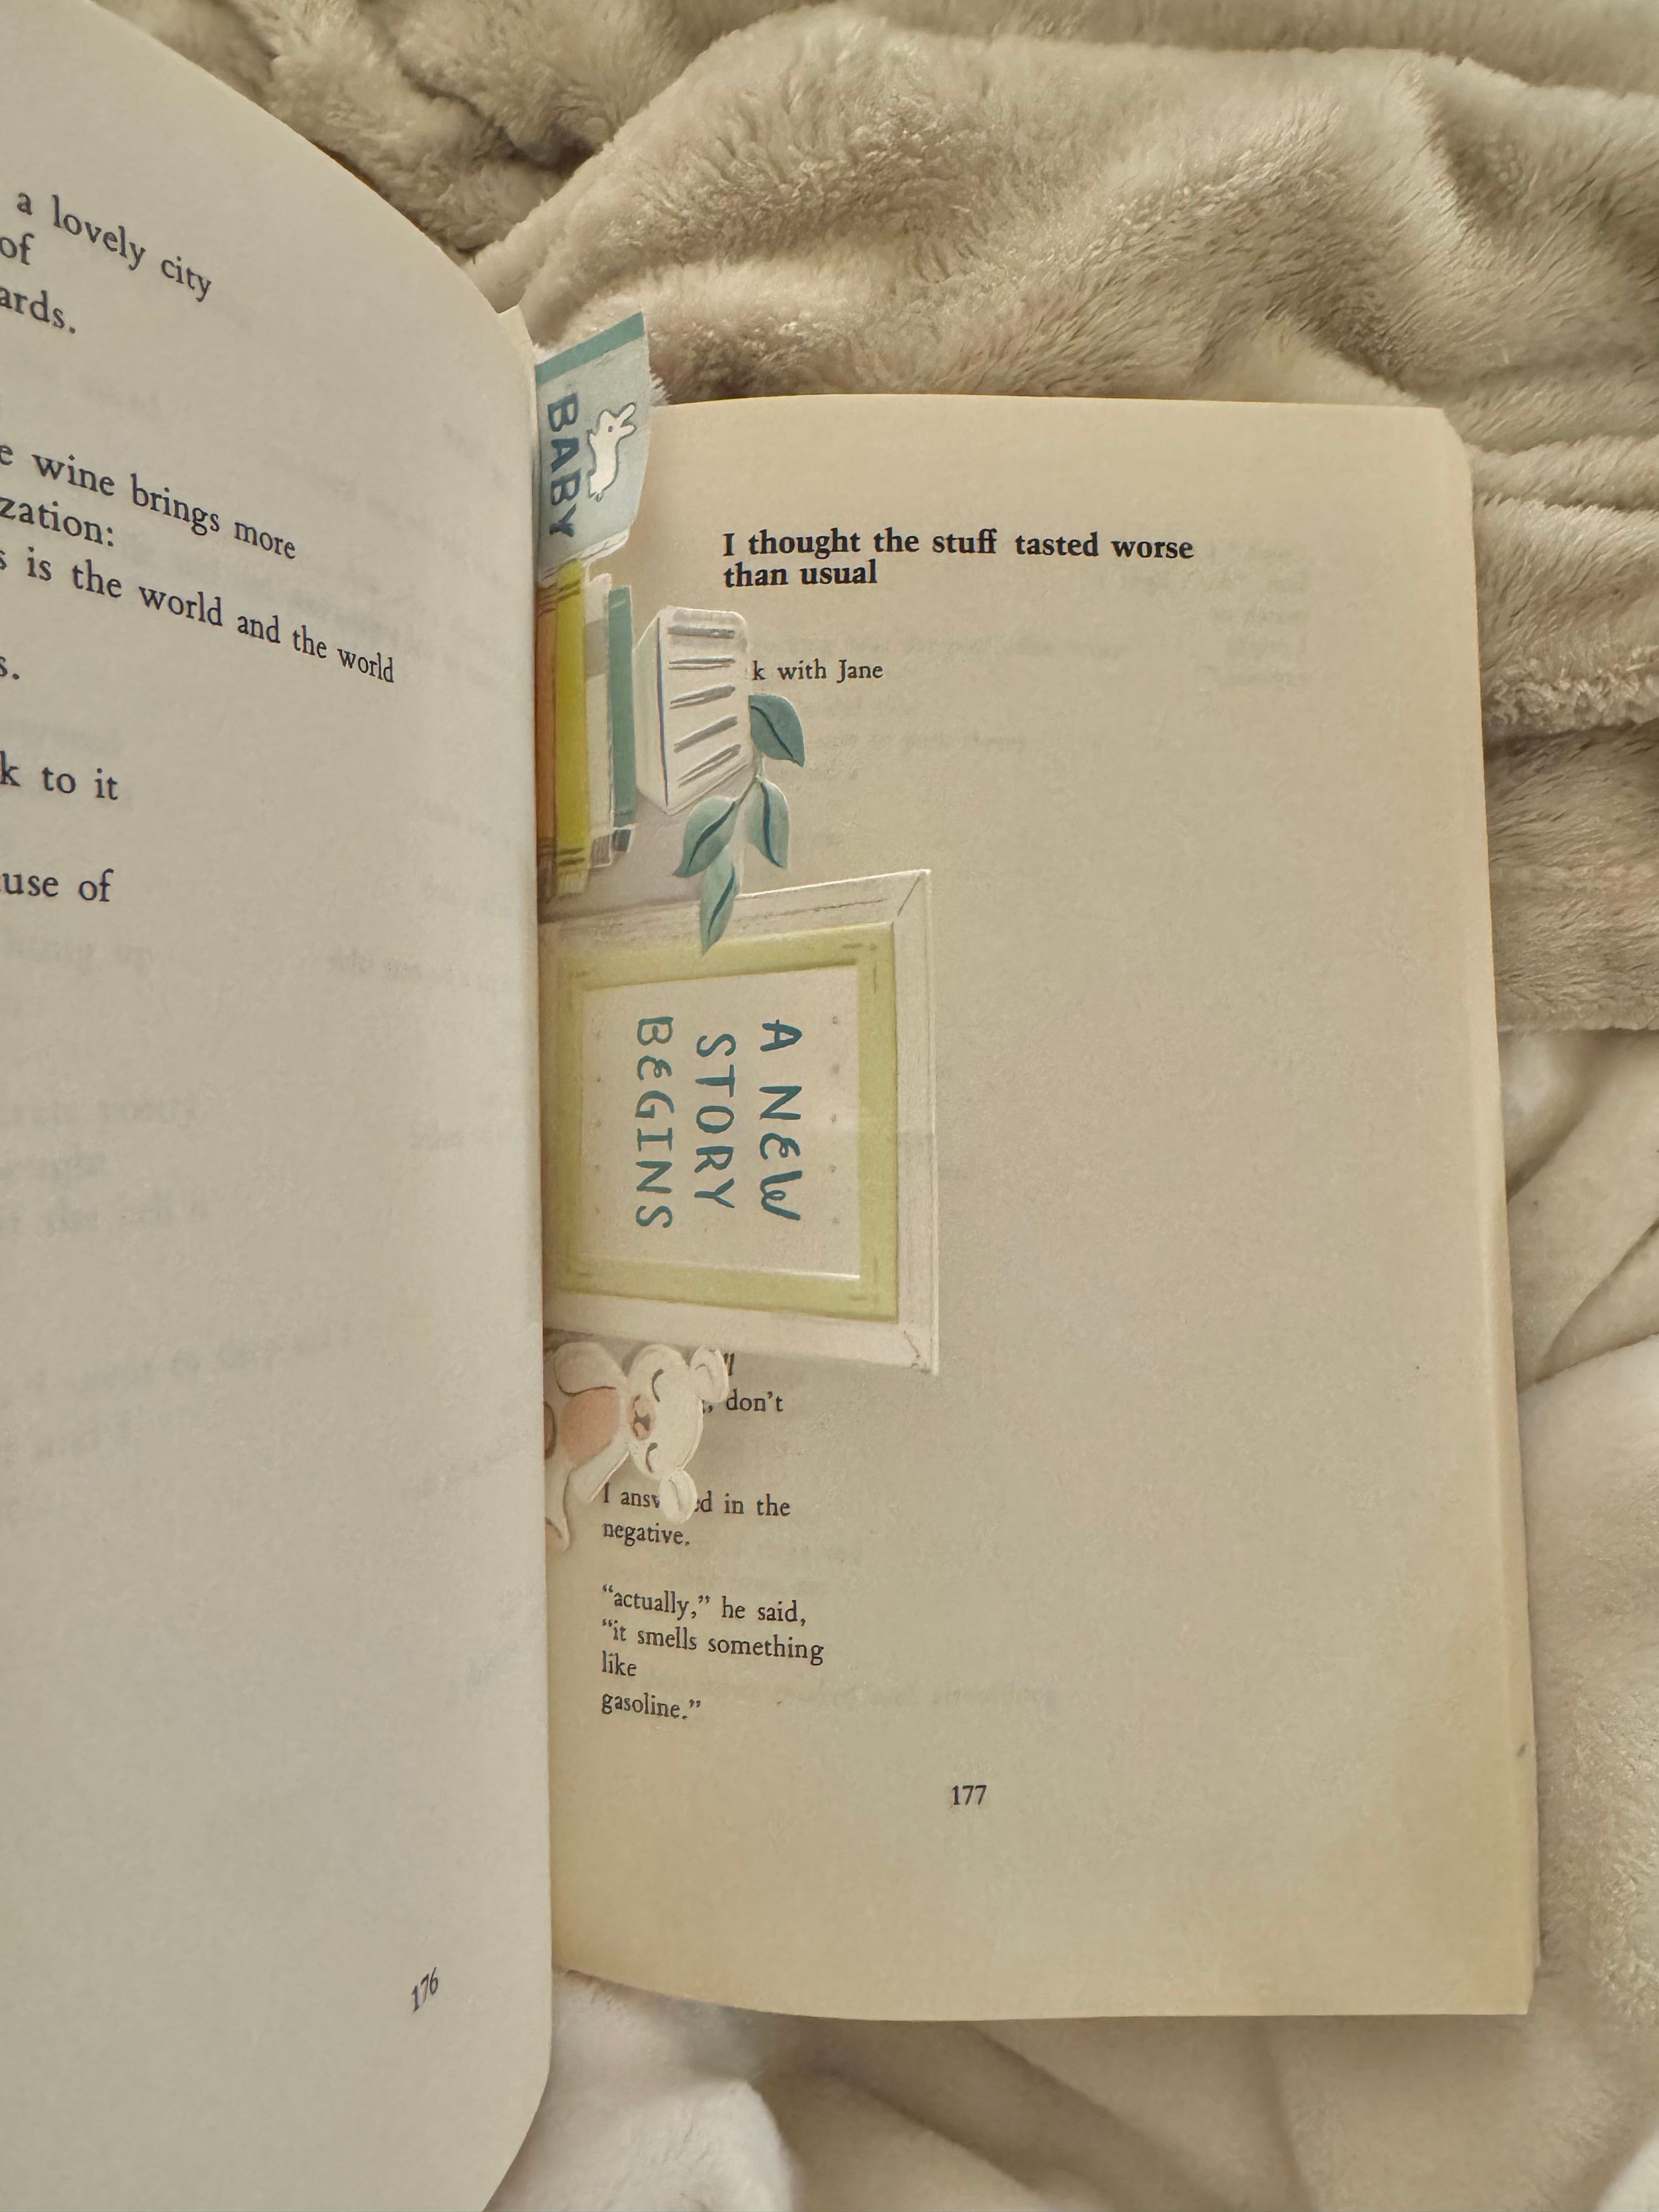 a lovely city
of
ards.
e wine brings more
zation:
s is the world and the world
s.
k to it
use of
176
BABY
A NEW
STORY
BEGINS
I thought the stuff tasted worse
than usual
k with Jane
don't
I answ ed in the
negative.
“actually,” he said,
“it smells something
like
gasoline.”
177